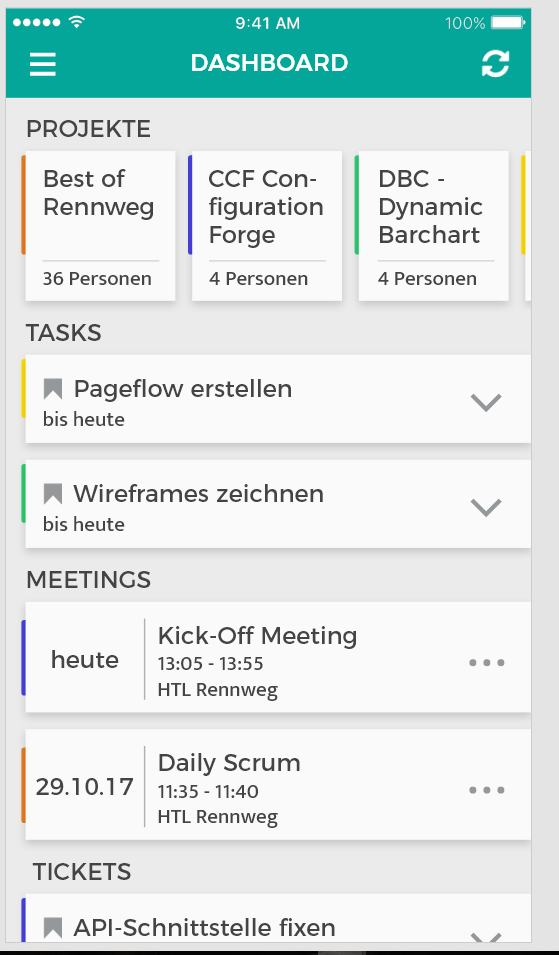 9:41 AM
100%
DASHBOARD
PROJEKTE
Best of
Rennweg
36 Personen
CCF Con-
figuration
Forge
4 Personen
DBC -
Dynamic
Barchart
4 Personen
TASKS
Pageflow erstellen
bis heute
Wireframes zeichnen
bis heute
MEETINGS
heute
Kick-Off Meeting
13:05 - 13:55
HTL Rennweg
29.10.17
Daily Scrum
11:35 - 11:40
HTL Rennweg
TICKETS
API-Schnittstelle fixen